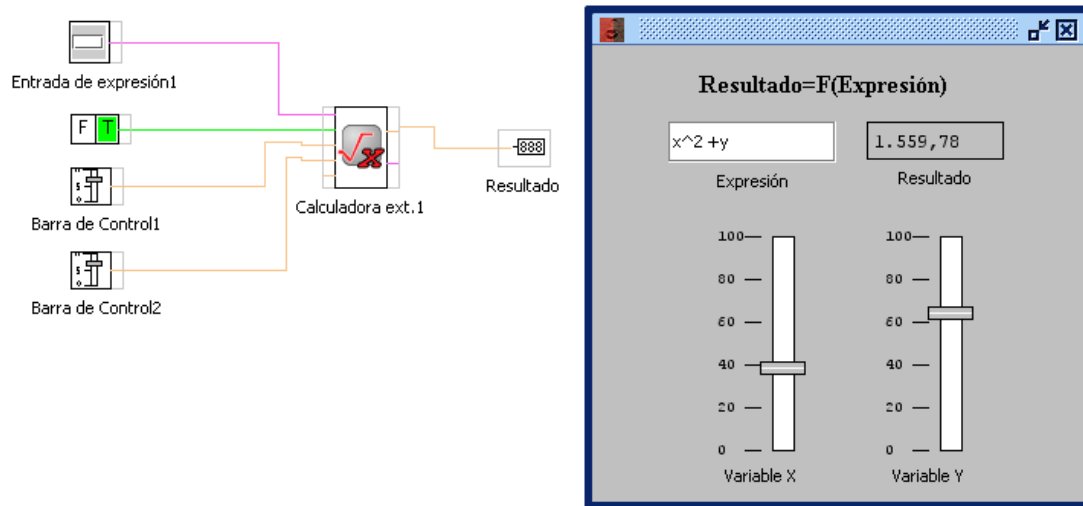 Entrada de expresión1
F T
Barra de Control1
Barra de Control2
x
Calculadora ext.1
888
Resultado
Resultado=F(Expresión)
x^2+y
1.559,78
Expresión
Resultado
100
80
60
40
20
0
Variable X
100
80
60
40
20
0
Variable Y